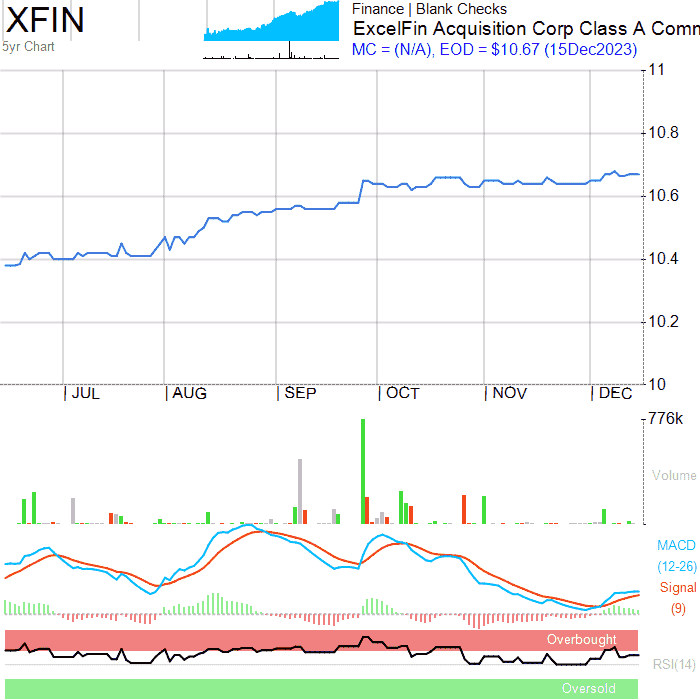 XFIN
5yr Chart
Finance | Blank Checks
ExcelFin Acquisition Corp Class A Comm
MC = (N/A), EOD = $10.67 (15Dec2023)
11
10.8
10.6
10.4
10.2
10
JUL AUG SEP OCT NOV DEC
776k
Volume
MACD
(12-26)
Signal
(9)
Overbought
RSI(14)
Oversold